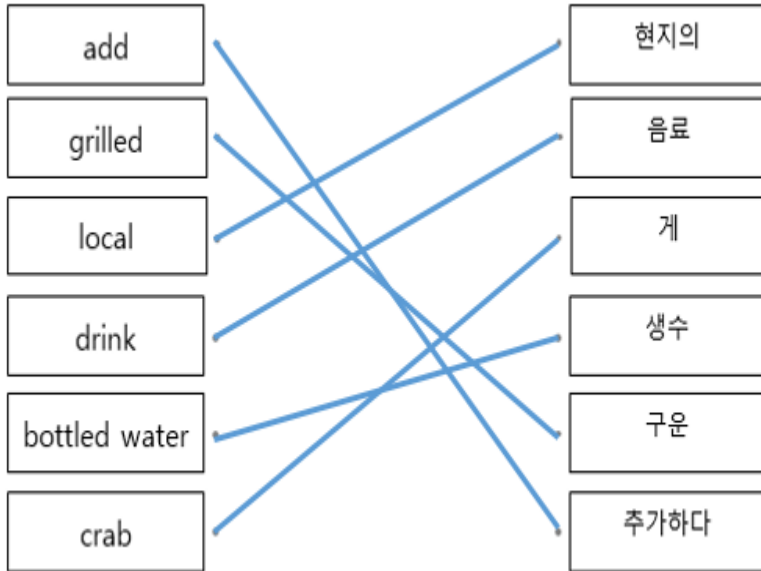 add
현지의
grilled
음료
local
게
drink
생수
bottled water
구운
crab
추가하다